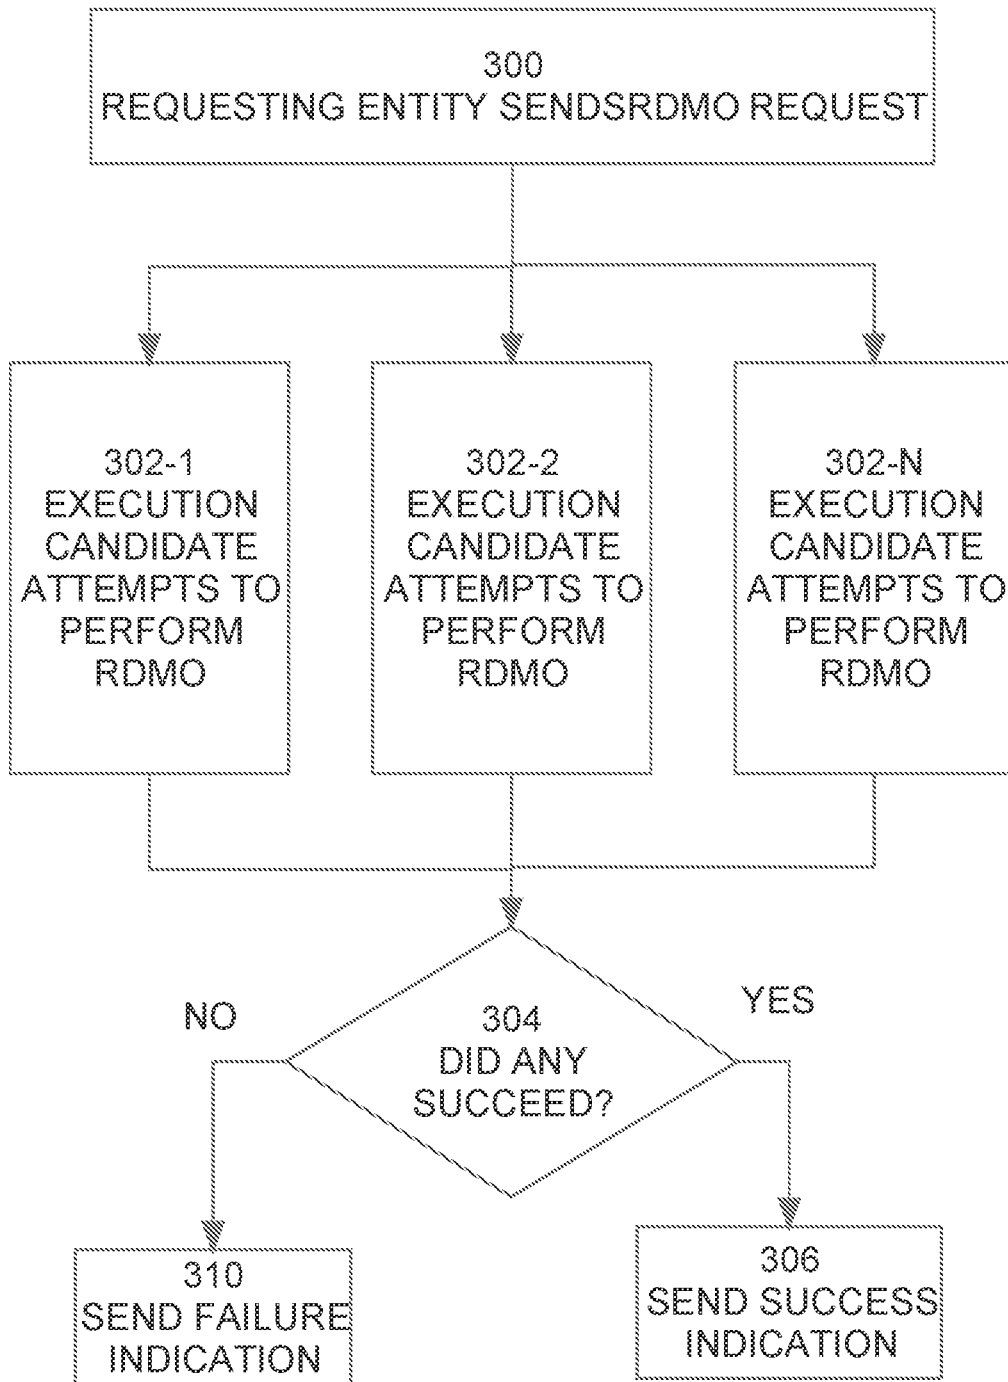 300
REQUESTING ENTITY SENDSRDMO REQUEST
302-1
EXECUTION
CANDIDATE
ATTEMPTS TO
PERFORM
RDMO
302-2
EXECUTION
CANDIDATE
ATTEMPTS TO
PERFORM
RDMO
302-N
EXECUTION
CANDIDATE
ATTEMPTS TO
PERFORM
RDMO
NO
YES
304
DID ANY
SUCCEED?
310
SEND FAILURE
INDICATION
306
SEND SUCCESS
INDICATION